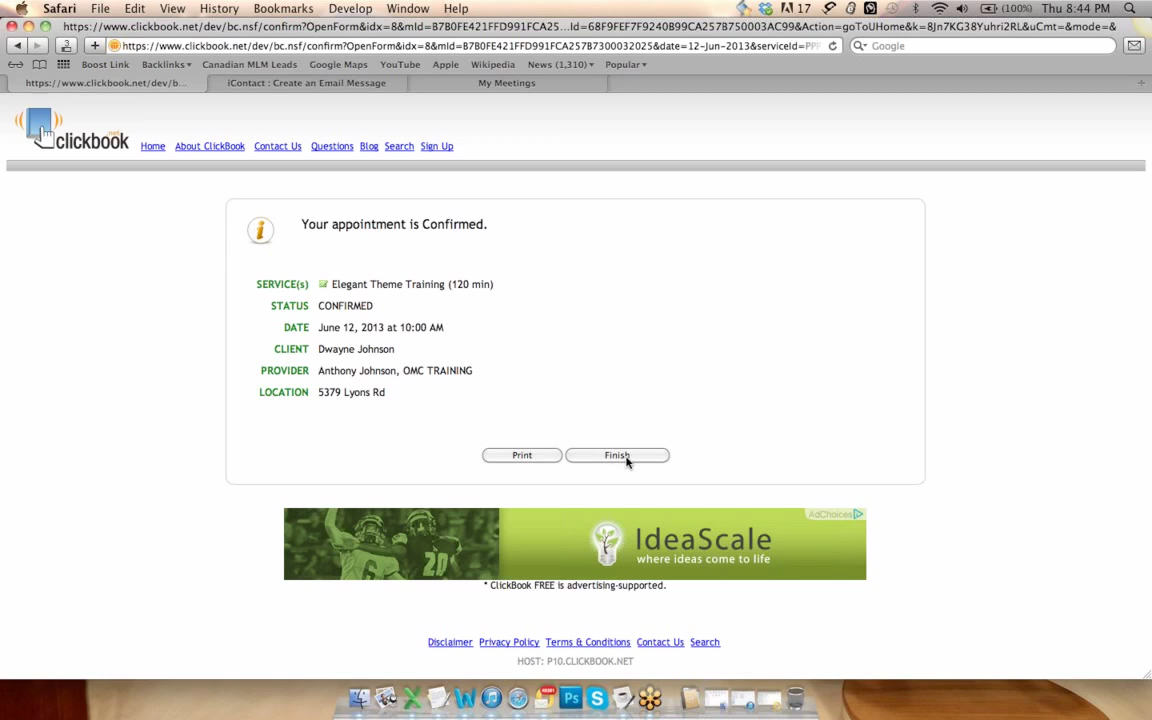 Safari File Edit View History Bookmarks Develop Window Help 17 (100%) Thu 8:44 PM
https://www.clickbook.net/dev/bc.nsf/confirm?OpenForm&idx=8&mId=B7B0FE421FFD991FCA25...Id=68F9FEF7F9240B99CA257B750003AC99&Action=goToUHome&k=8Jn7KG38Yuhri2RL&uCmt=&mode=&
https://www.clickbook.net/dev/bc.nsf/confirm?OpenForm&idx=8&mId=B7B0FE421FFD991FCA257B7300032025&date=12-Jun-2013&serviceId= Google
Boost Link Backlinks Canadian MLM Leads Google Maps YouTube Apple Wikipedia News (1,310) Popular
https://www.clickbook.net/dev/b... iContact : Create an Email Message My Meetings
clickbook.net
Home About ClickBook Contact Us Questions Blog Search Sign Up
Your appointment is Confirmed.
SERVICE(s) Elegant Theme Training (120 min)
STATUS CONFIRMED
DATE June 12, 2013 at 10:00 AM
CLIENT Dwayne Johnson
PROVIDER Anthony Johnson, OMC TRAINING
LOCATION 5379 Lyons Rd
Print Finish
AdChoices
IdeaScale
where ideas come to life
* ClickBook FREE is advertising-supported.
Disclaimer Privacy Policy Terms & Conditions Contact Us Search
HOST: P10.CLICKBOOK.NET